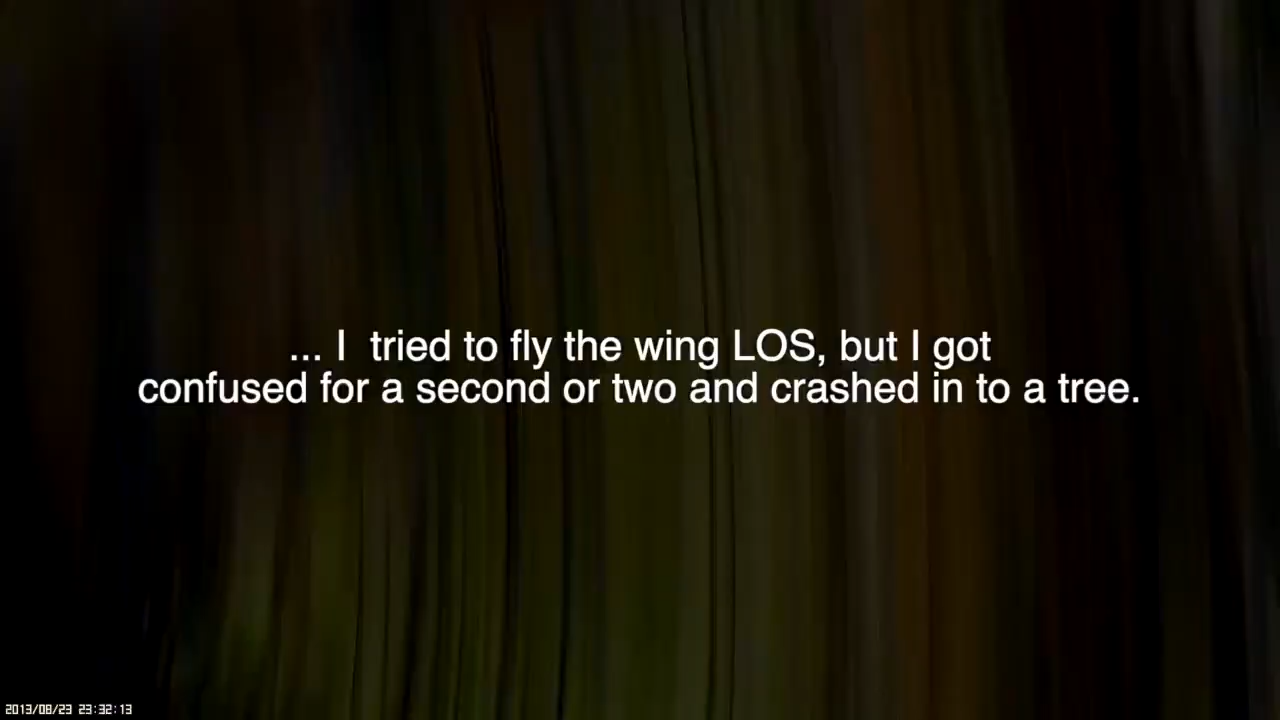 ... I  tried to fly the wing LOS, but I got
confused for a second or two and crashed in to a tree.
2013/08/23 23:32:13